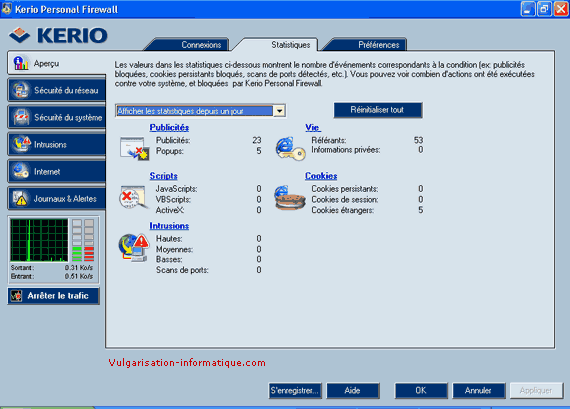 Kerio Personal Firewall
KERIO
Connexions
Statistiques
Préférences
Aperçu
Sécurité du réseau
Sécurité du système
Intrusions
Internet
Journaux & Alertes
Sortant: 0.31 Ko/s
Entrant: 0.51 Ko/s
Arrêter le trafic
Les valeurs dans les statistiques ci-dessous montrent le nombre d'événements correspondants à la condition (ex: publicités
bloquées, cookies persistants bloqués, scans de ports détectés, etc.). Vous pouvez voir combien d'actions ont été exécutées
contre votre système, et bloquées par Kerio Personal Firewall.
Afficher les statistiques depuis un jour
Réinitialiser tout
Publicités
Publicités: 23
Popups: 5
Vie
Référants: 53
Informations privées: 0
Scripts
JavaScripts: 0
VBScripts: 0
ActiveX: 0
Cookies
Cookies persistants: 0
Cookies de session: 0
Cookies étrangers: 5
Intrusions
Hautes: 0
Moyennes: 0
Basses: 0
Scans de ports: 0
Vulgarisation-informatique.com
S'enregistrer...
Aide
OK
Annuler
Appliquer